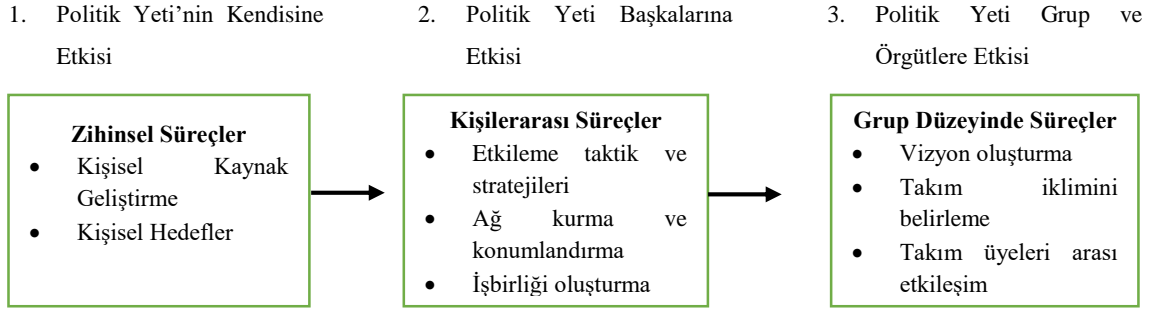 1. Politik Yeti’nin Kendisine
Etkisi
2. Politik Yeti Başkalarına
Etkisi
3. Politik Yeti Grup ve
Örgütlere Etkisi
Zihinsel Süreçler
• Kişisel Kaynak
Geliştirme
• Kişisel Hedefler
Kişilerarası Süreçler
• Etkileme taktik ve
stratejileri
• Ağ kurma ve
konumlandırma
• İşbirliği oluşturma
Grup Düzeyinde Süreçler
• Vizyon oluşturma
• Takım iklimini
belirleme
• Takım üyeleri arası
etkileşim